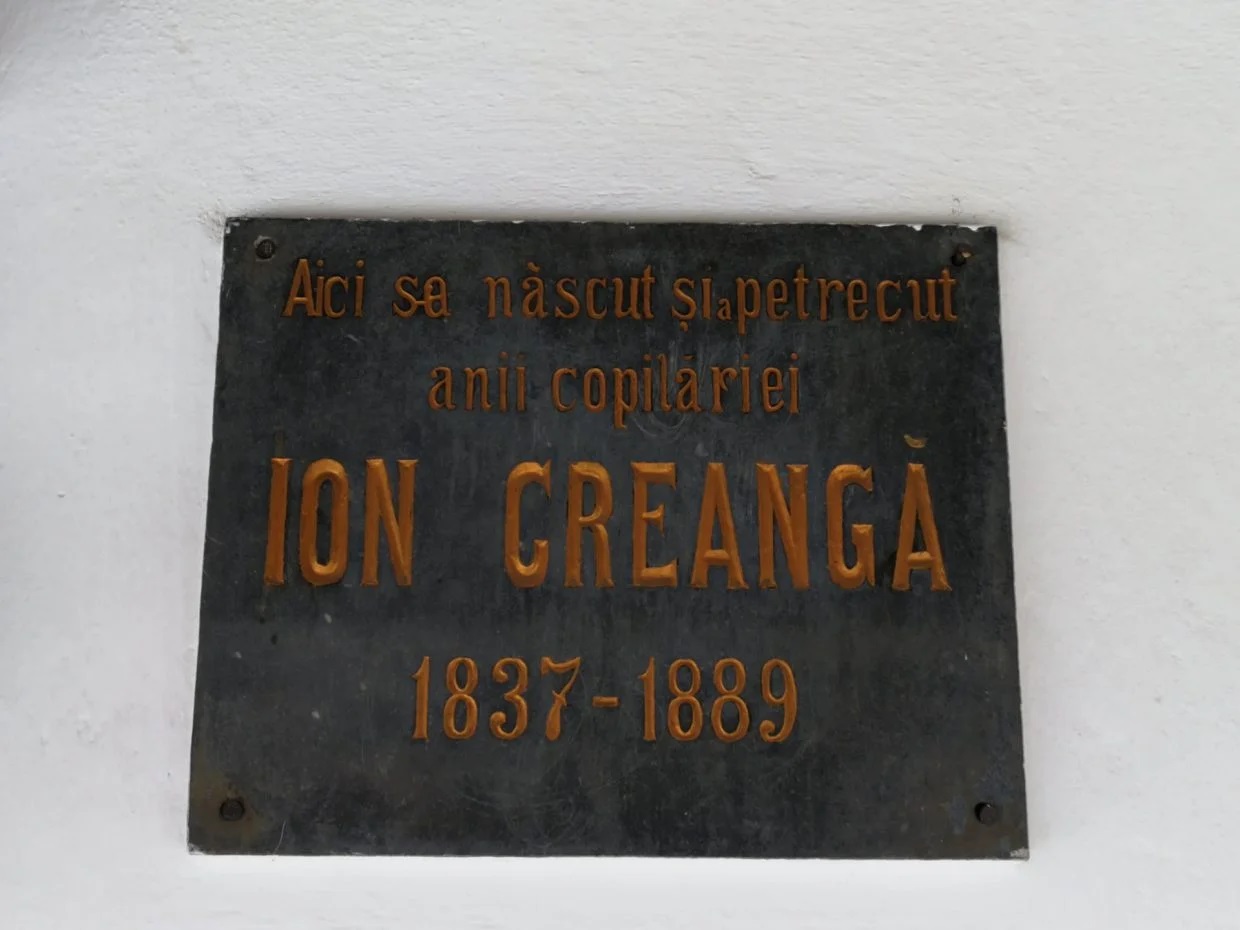 Aici s-a născut și a petrecut
anii copilăriei
ION CREANGĂ
1837-1889